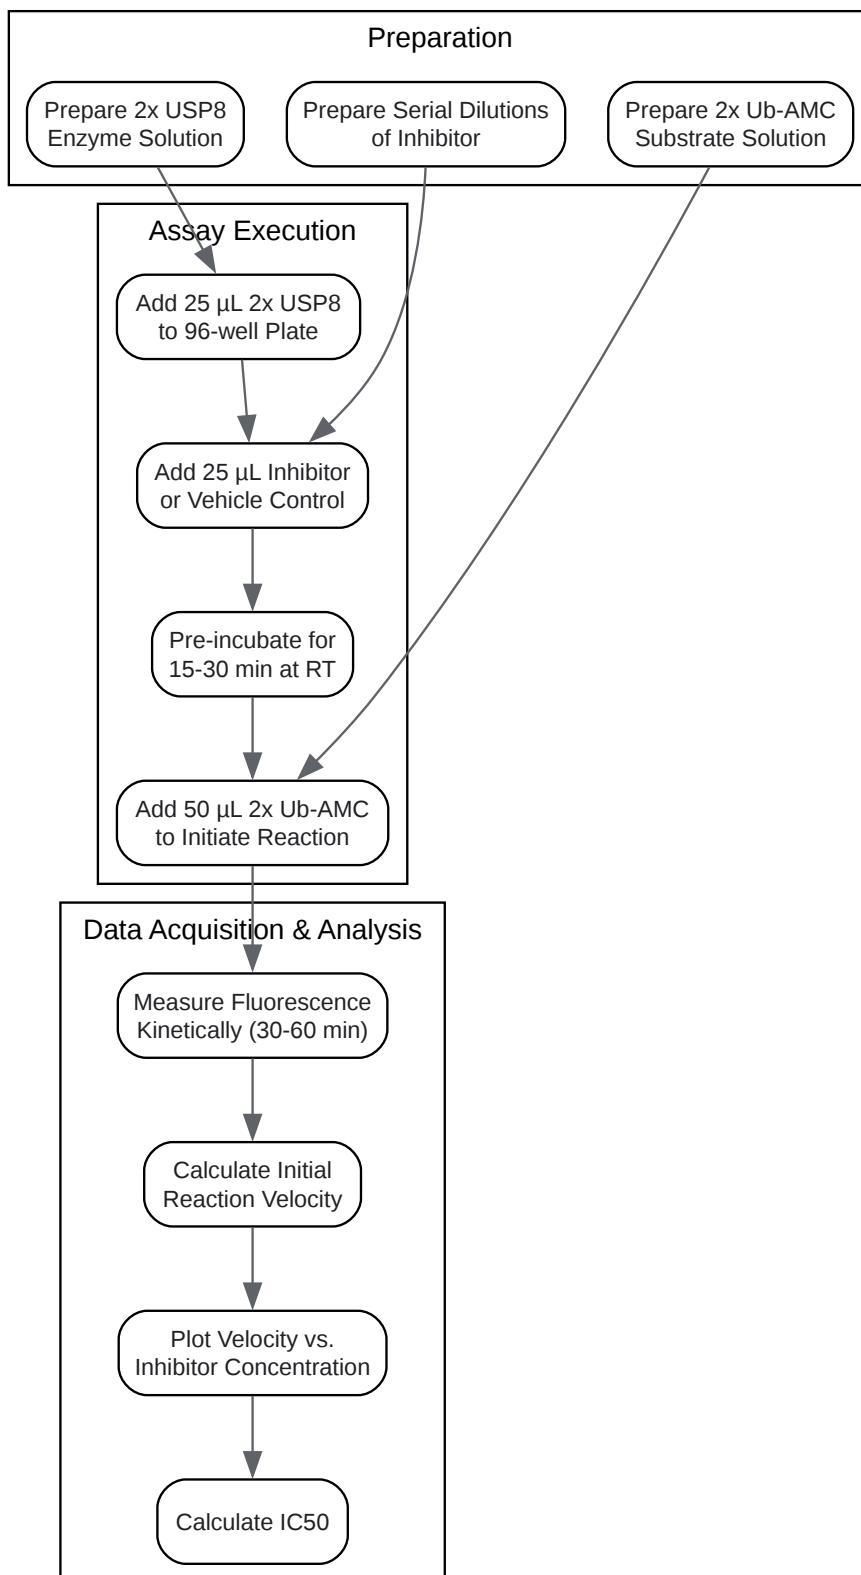 Preparation
Prepare 2x USP8
Enzyme Solution
Prepare Serial Dilutions
of Inhibitor
Prepare 2x Ub-AMC
Substrate Solution
Assay Execution
Add 25 µL 2x USP8
to 96-well Plate
Add 25 µL Inhibitor
or Vehicle Control
Pre-incubate for
15-30 min at RT
Add 50 µL 2x Ub-AMC
to Initiate Reaction
Data Acquisition & Analysis
Measure Fluorescence
Kinetically (30-60 min)
Calculate Initial
Reaction Velocity
Plot Velocity vs.
Inhibitor Concentration
Calculate IC50